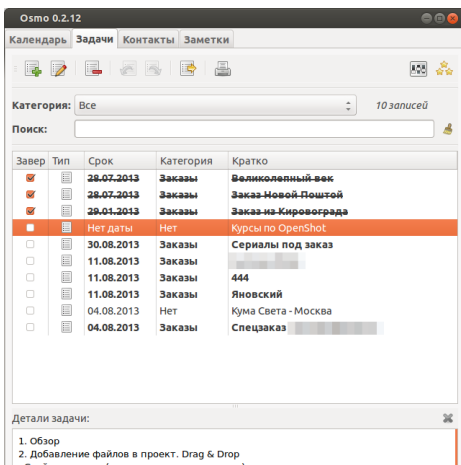 Osmo 0.2.12
Календарь Задачи Контакты Заметки
Категория: Все 10 записей
Поиск:
Завер Тип Срок Категория Кратко
28.07.2013 Заказы Великолепный век
28.07.2013 Заказы Заказ Новой Поштой
29.01.2013 Заказы Заказ из Кировограда
Нет даты Нет Курсы по OpenShot
30.08.2013 Заказы Сериалы под заказ
11.08.2013 Заказы
11.08.2013 Заказы 444
11.08.2013 Заказы Яновский
04.08.2013 Нет Кума Света - Москва
04.08.2013 Заказы Спецзаказ
Детали задачи:
1. Обзор
2. Добавление файлов в проект. Drag & Drop